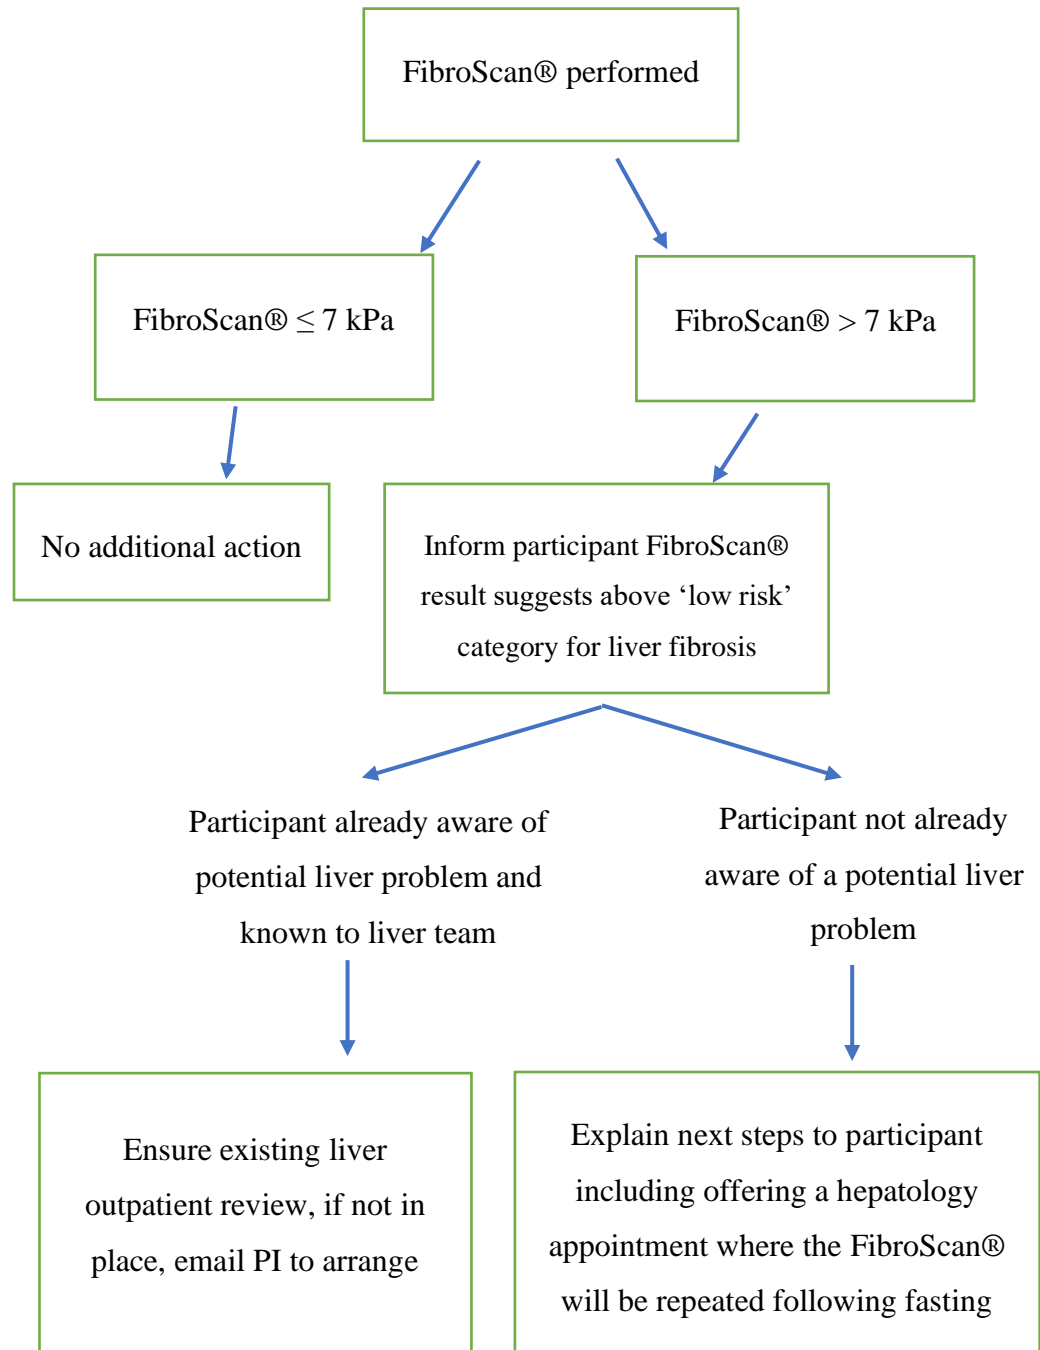 FibroScan® performed
FibroScan® ≤ 7 kPa
FibroScan® > 7 kPa
No additional action
Inform participant FibroScan®
result suggests above ‘low risk’
category for liver fibrosis
Participant already aware of
potential liver problem and
known to liver team
Participant not already
aware of a potential liver
problem
Ensure existing liver
outpatient review, if not in
place, email PI to arrange
Explain next steps to participant
including offering a hepatology
appointment where the FibroScan®
will be repeated following fasting